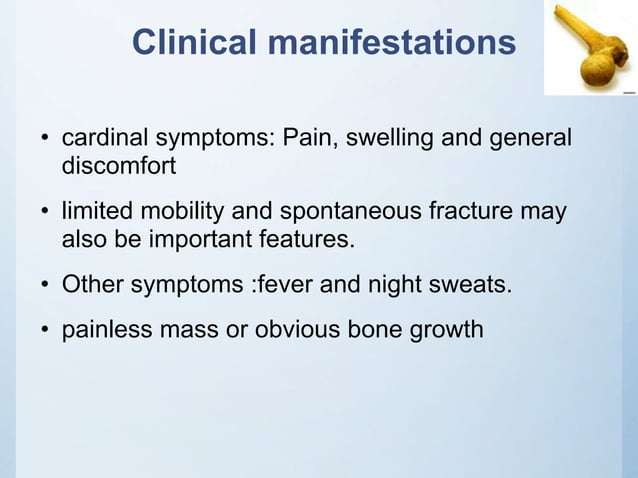 Clinical manifestations
• cardinal symptoms: Pain, swelling and general
discomfort
• limited mobility and spontaneous fracture may
also be important features.
• Other symptoms :fever and night sweats.
• painless mass or obvious bone growth